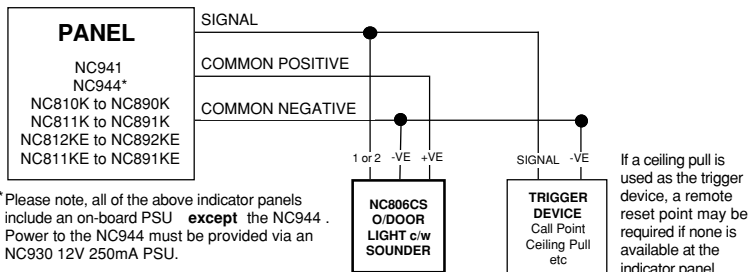 SIGNAL
PANEL
NC941
NC944*
NC810K to NC890K
NC811K to NC891K
NC812KE to NC892KE
NC811KE to NC891KE
COMMON POSITIVE
COMMON NEGATIVE
1 or 2 -VE +VE
SIGNAL -VE
NC806CS
O/DOOR
LIGHT c/w
SOUNDER
TRIGGER
DEVICE
Call Point
Ceiling Pull
etc
If a ceiling pull is
used as the trigger
device, a remote
reset point may be
required if none is
available at the
indicator panel
*Please note, all of the above indicator panels
include an on-board PSU except the NC944 .
Power to the NC944 must be provided via an
NC930 12V 250mA PSU.